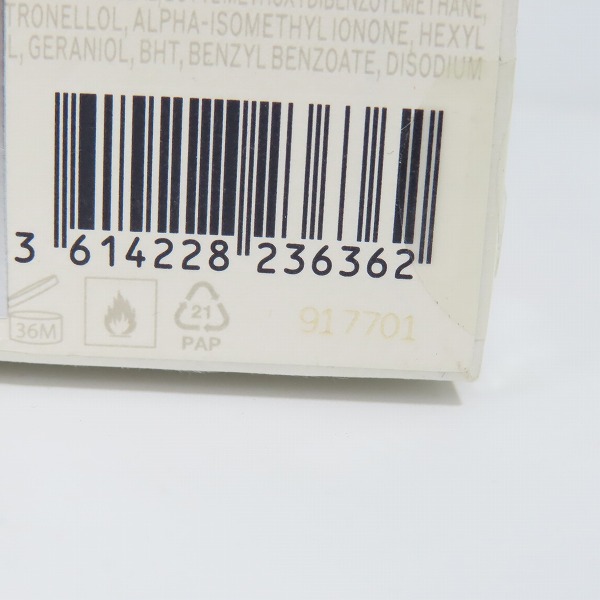 TRONELLOL, ALPHA-ISOMETHYL IONONE, HEXYL
L, GERANIOL, BHT, BENZYL BENZOATE, DISODIUM
3 614228 236362
36M
21
PAP
917701